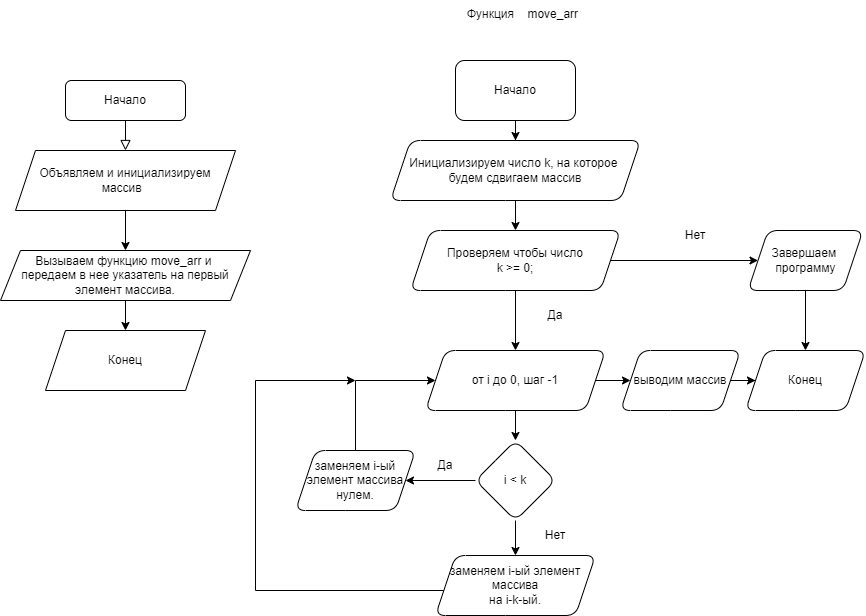 Функция move_arr
Начало
Объявляем и инициализируем
массив
Вызываем функцию move_arr и
передаем в нее указатель на первый
элемент массива.
Конец
Начало
Инициализируем число k, на которое
будем сдвигаем массив
Проверяем чтобы число
k >= 0;
Нет
Завершаем
программу
Да
от i до 0, шаг -1
выводим массив
Конец
i < k
Да
заменяем i-ый
элемент массива
нулем.
Нет
заменяем i-ый элемент
массива
на i-k-ый.